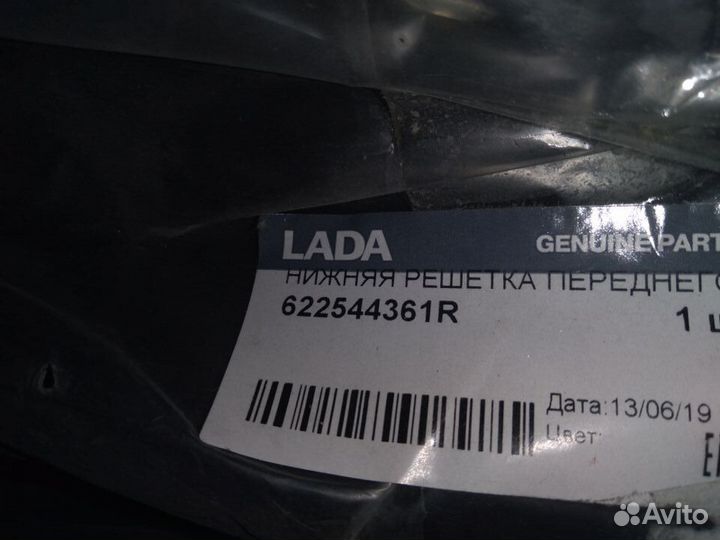 LADA GENUINE PART
НИЖНЯЯ РЕШЕТКА ПЕРЕДНЕГО
622544361R 1 ш
Дата:13/06/19
Цвет:
Avito